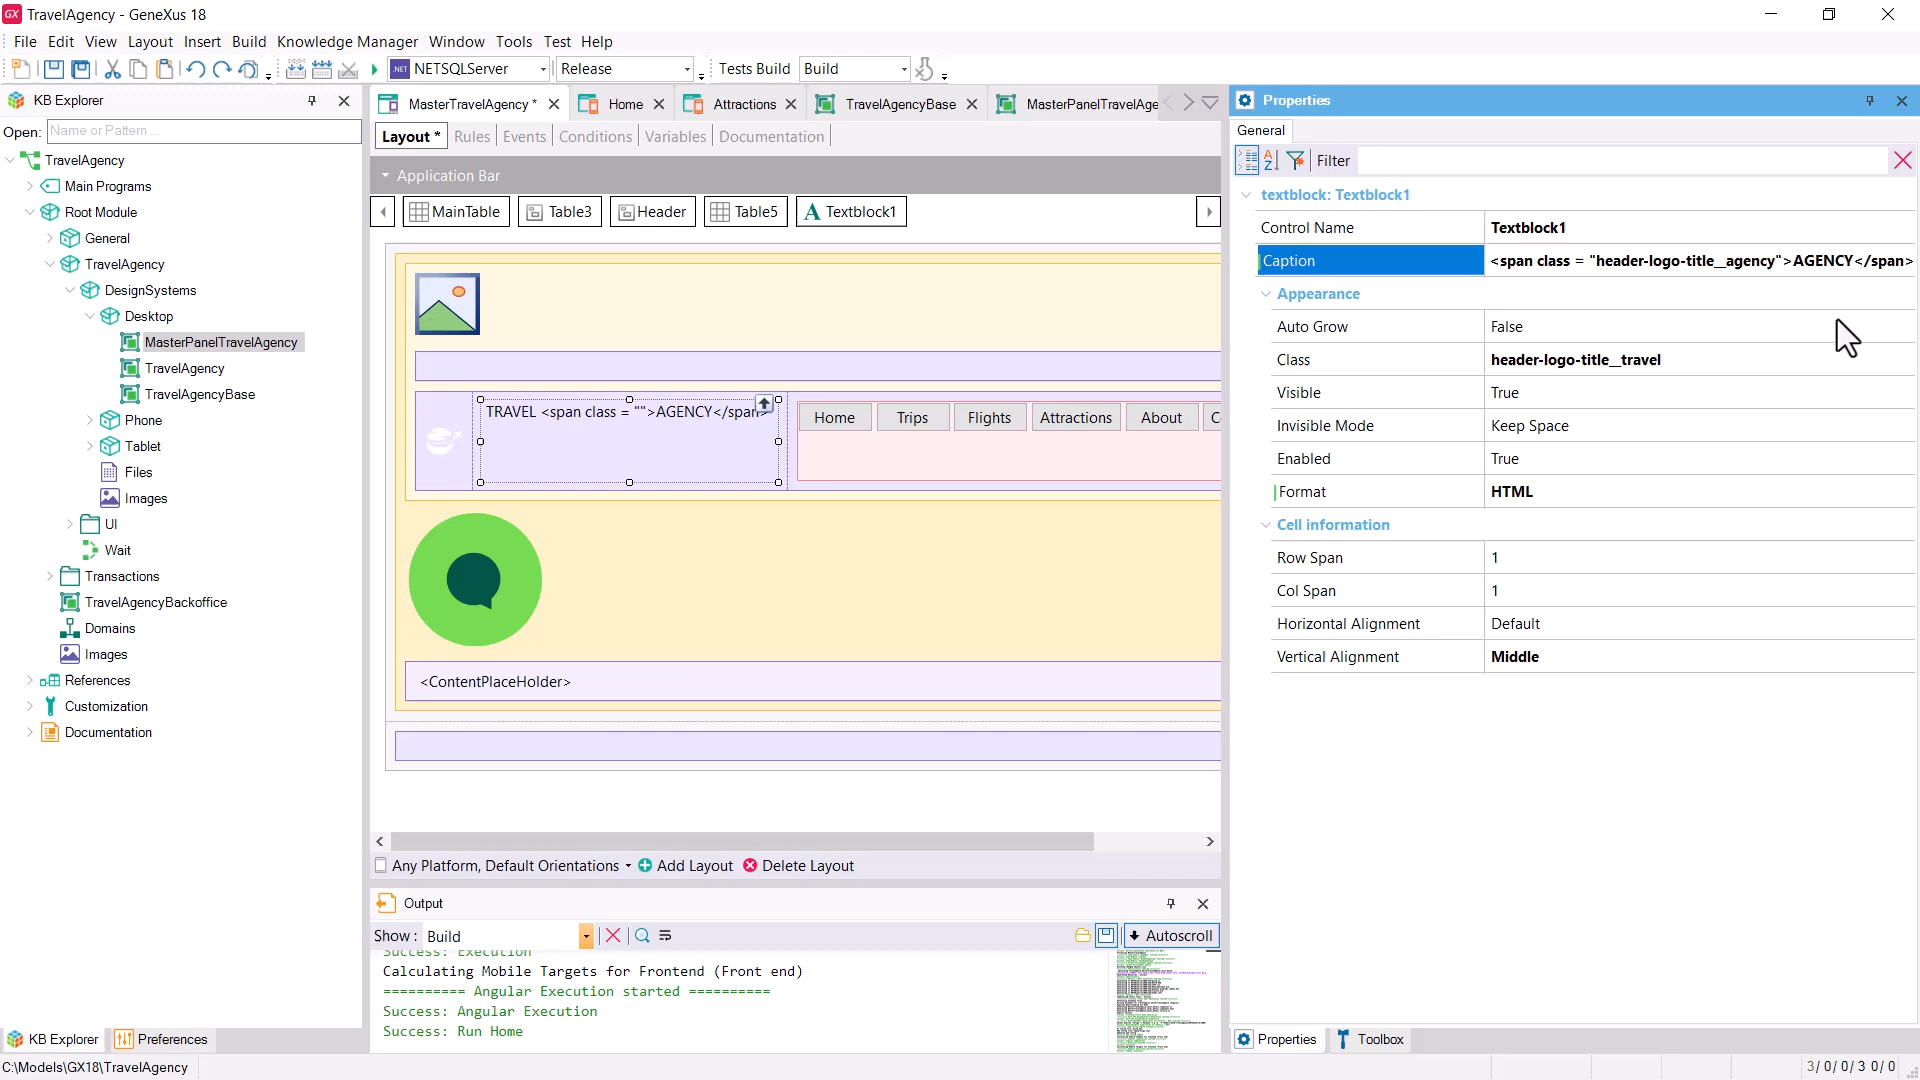 GX TravelAgency - GeneXus 18
File Edit View Layout Insert Build Knowledge Manager Window Tools Test Help
.NET NETSQLServer Release Tests Build Build
KB Explorer
Open: Name or Pattern ...
TravelAgency
Main Programs
Root Module
General
TravelAgency
DesignSystems
Desktop
MasterPanelTravelAgency
TravelAgency
TravelAgencyBase
Phone
Tablet
Files
Images
UI
Wait
Transactions
TravelAgencyBackoffice
Domains
Images
References
Customization
Documentation
KB Explorer Preferences
MasterTravelAgency * Home Attractions TravelAgencyBase MasterPanelTravelAge
Layout * Rules Events Conditions Variables Documentation
Application Bar
MainTable Table3 Header Table5 A Textblock1
TRAVEL <span class = "">AGENCY</span>
Home Trips Flights Attractions About
<ContentPlaceHolder>
Any Platform, Default Orientations Add Layout Delete Layout
Output
Show: Build Autoscroll
Success: Execution
Calculating Mobile Targets for Frontend (Front end)
========== Angular Execution started ==========
Success: Angular Execution
Success: Run Home
Properties
General
A Z Filter
textblock: Textblock1
Control Name Textblock1
Caption <span class = "header-logo-title__agency">AGENCY</span>
Appearance
Auto Grow False
Class header-logo-title__travel
Visible True
Invisible Mode Keep Space
Enabled True
Format HTML
Cell information
Row Span 1
Col Span 1
Horizontal Alignment Default
Vertical Alignment Middle
Properties Toolbox
C:\Models\GX18\TravelAgency 3/ 0/ 0/ 3 0/ 0